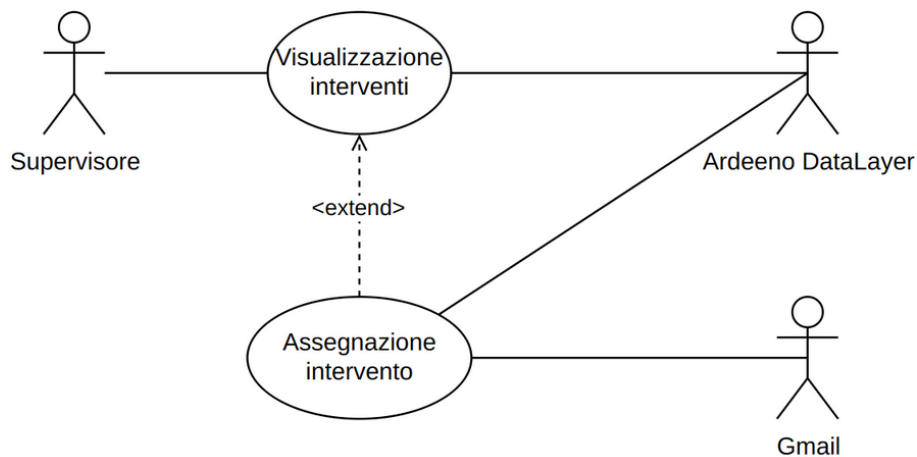 Visualizzazione
interventi
Supervisore
Ardeeno DataLayer
<extend>
Assegnazione
intervento
Gmail